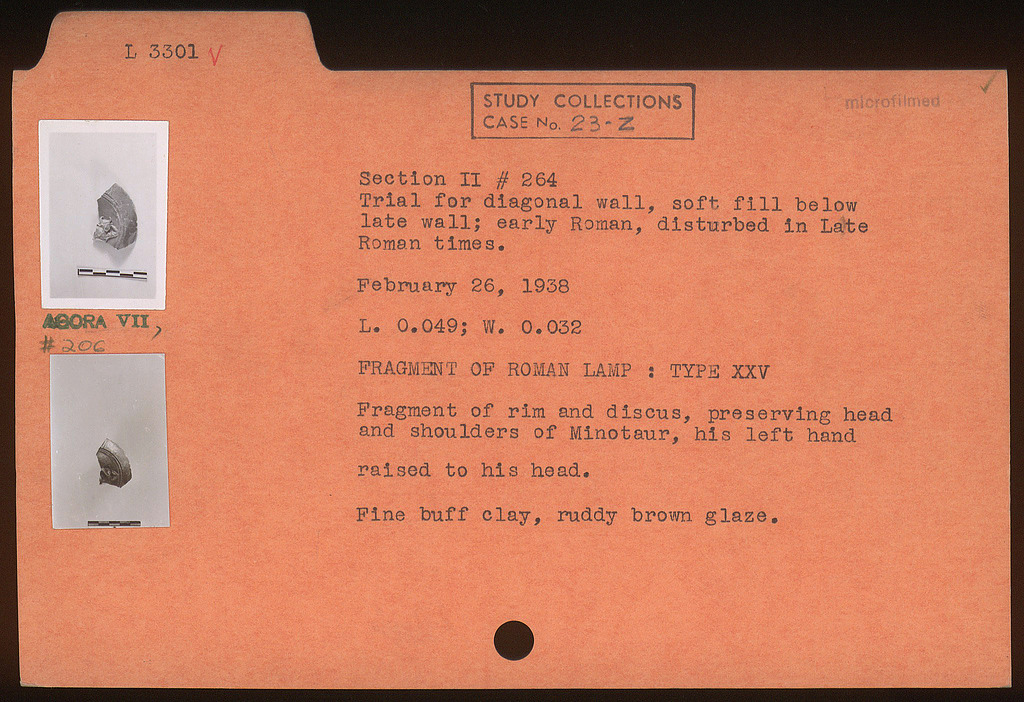 L 3301 V
STUDY COLLECTIONS
CASE No. 23-Z
microfilmed
Section II # 264
Trial for diagonal wall, soft fill below
late wall; early Roman, disturbed in Late
Roman times.
February 26, 1938
L. 0.049; W. 0.032
FRAGMENT OF ROMAN LAMP : TYPE XXV
Fragment of rim and discus, preserving head
and shoulders of Minotaur, his left hand
raised to his head.
Fine buff clay, ruddy brown glaze.
AGORA VII,
# 206